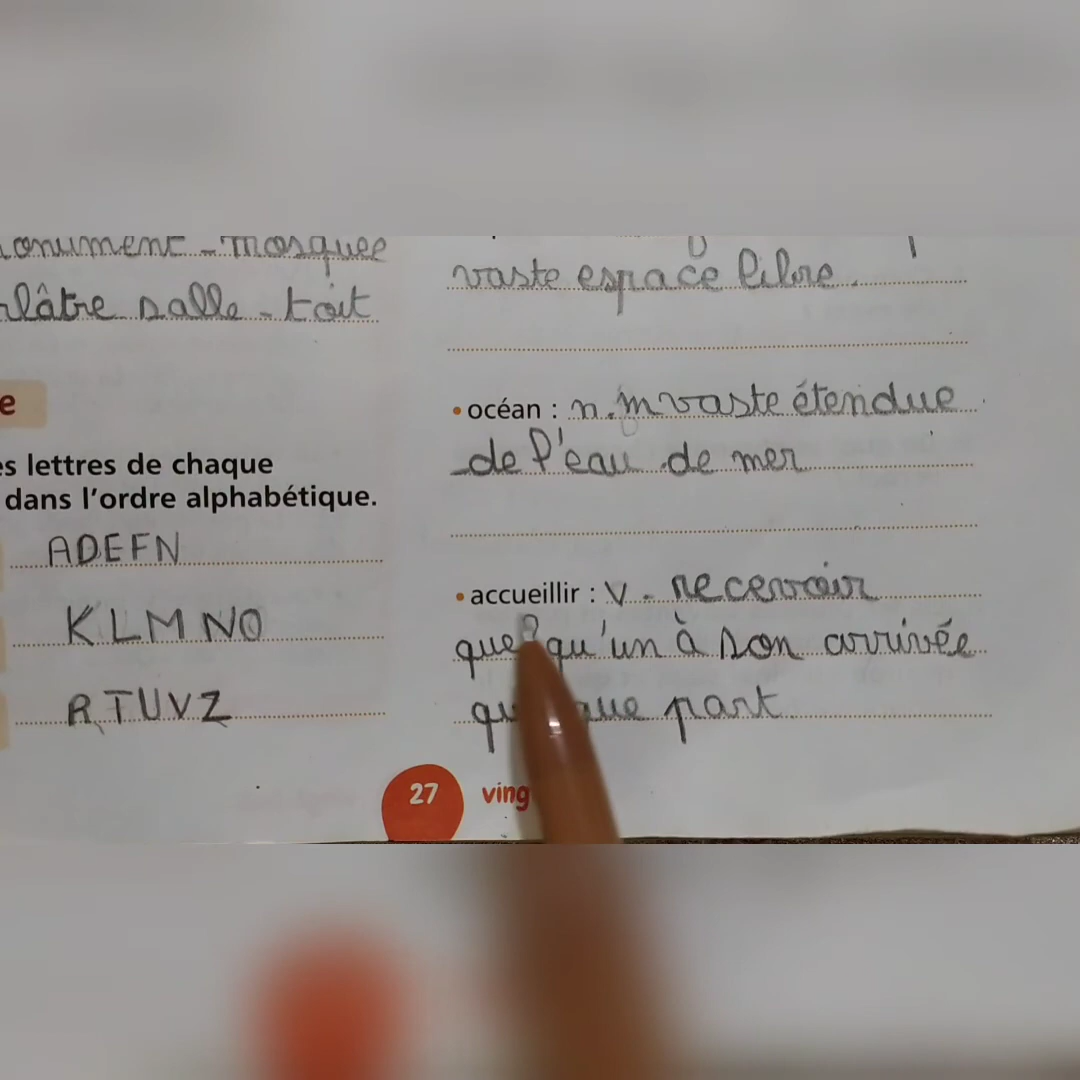 monument - mosquée
salle - toit
e
es lettres de chaque
dans l'ordre alphabétique.
ADEFN
KLMNO
RTUVZ
vaste espace libre.
• océan : n.m vaste étendue
de l'eau de mer
• accueillir : v. recevoir
quelqu'un à son arrivée
part
27 ving